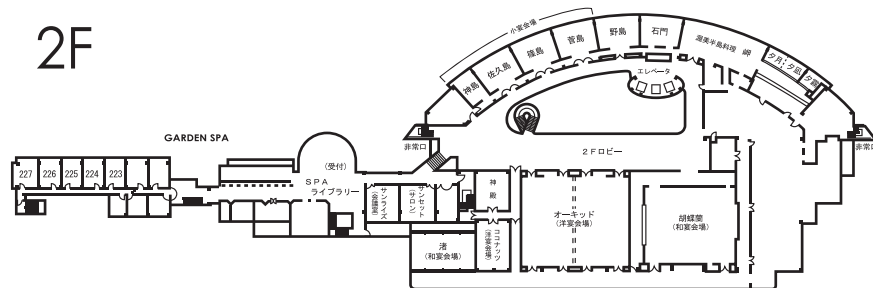 2F
小宴会場
神島
佐久島
篠島
菅島
野島
石門
渥美半島料理 岬
夕月
夕凪
夕霧
エレベータ
非常口
2Fロビー
非常口
GARDEN SPA
227
226
225
224
223
(受付)
SPA
ライブラリー
サンライズ
(会議室)
サンセット
(サロン)
神殿
渚
(和宴会場)
ココナッツ
(洋宴会場)
オーキッド
(洋宴会場)
胡蝶蘭
(和宴会場)